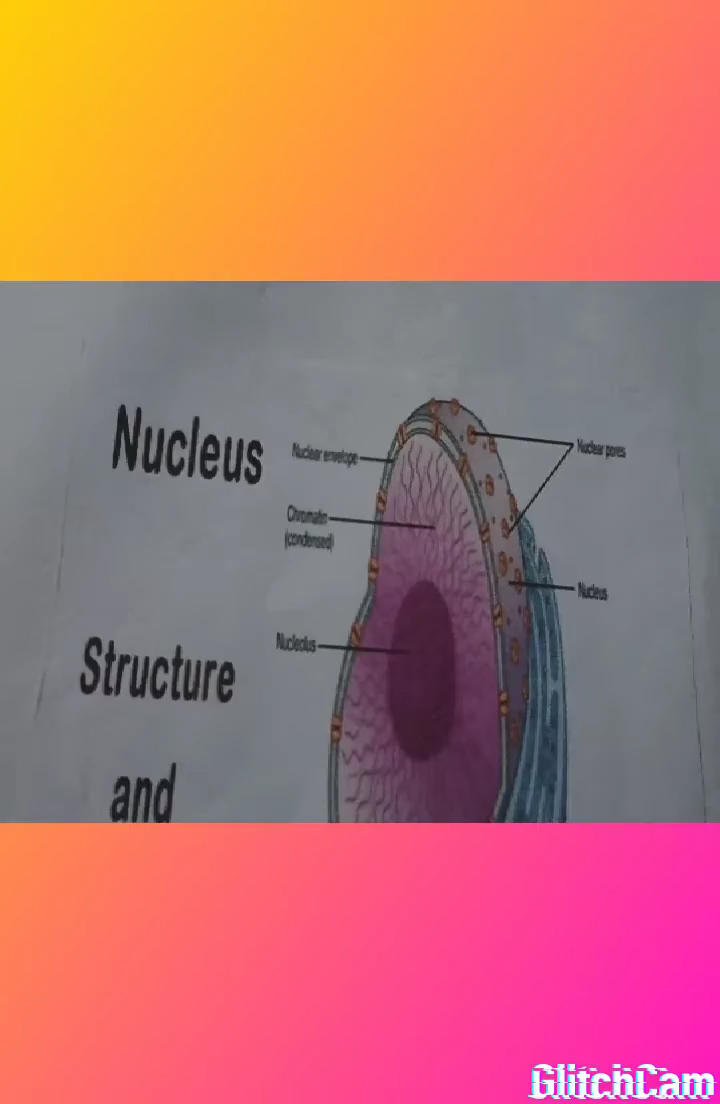 Nucleus
Nuclear envelope
Nuclear pores
Chromatin
(condensed)
Nucleus
Nucleolus
Structure
and
GlitchCam